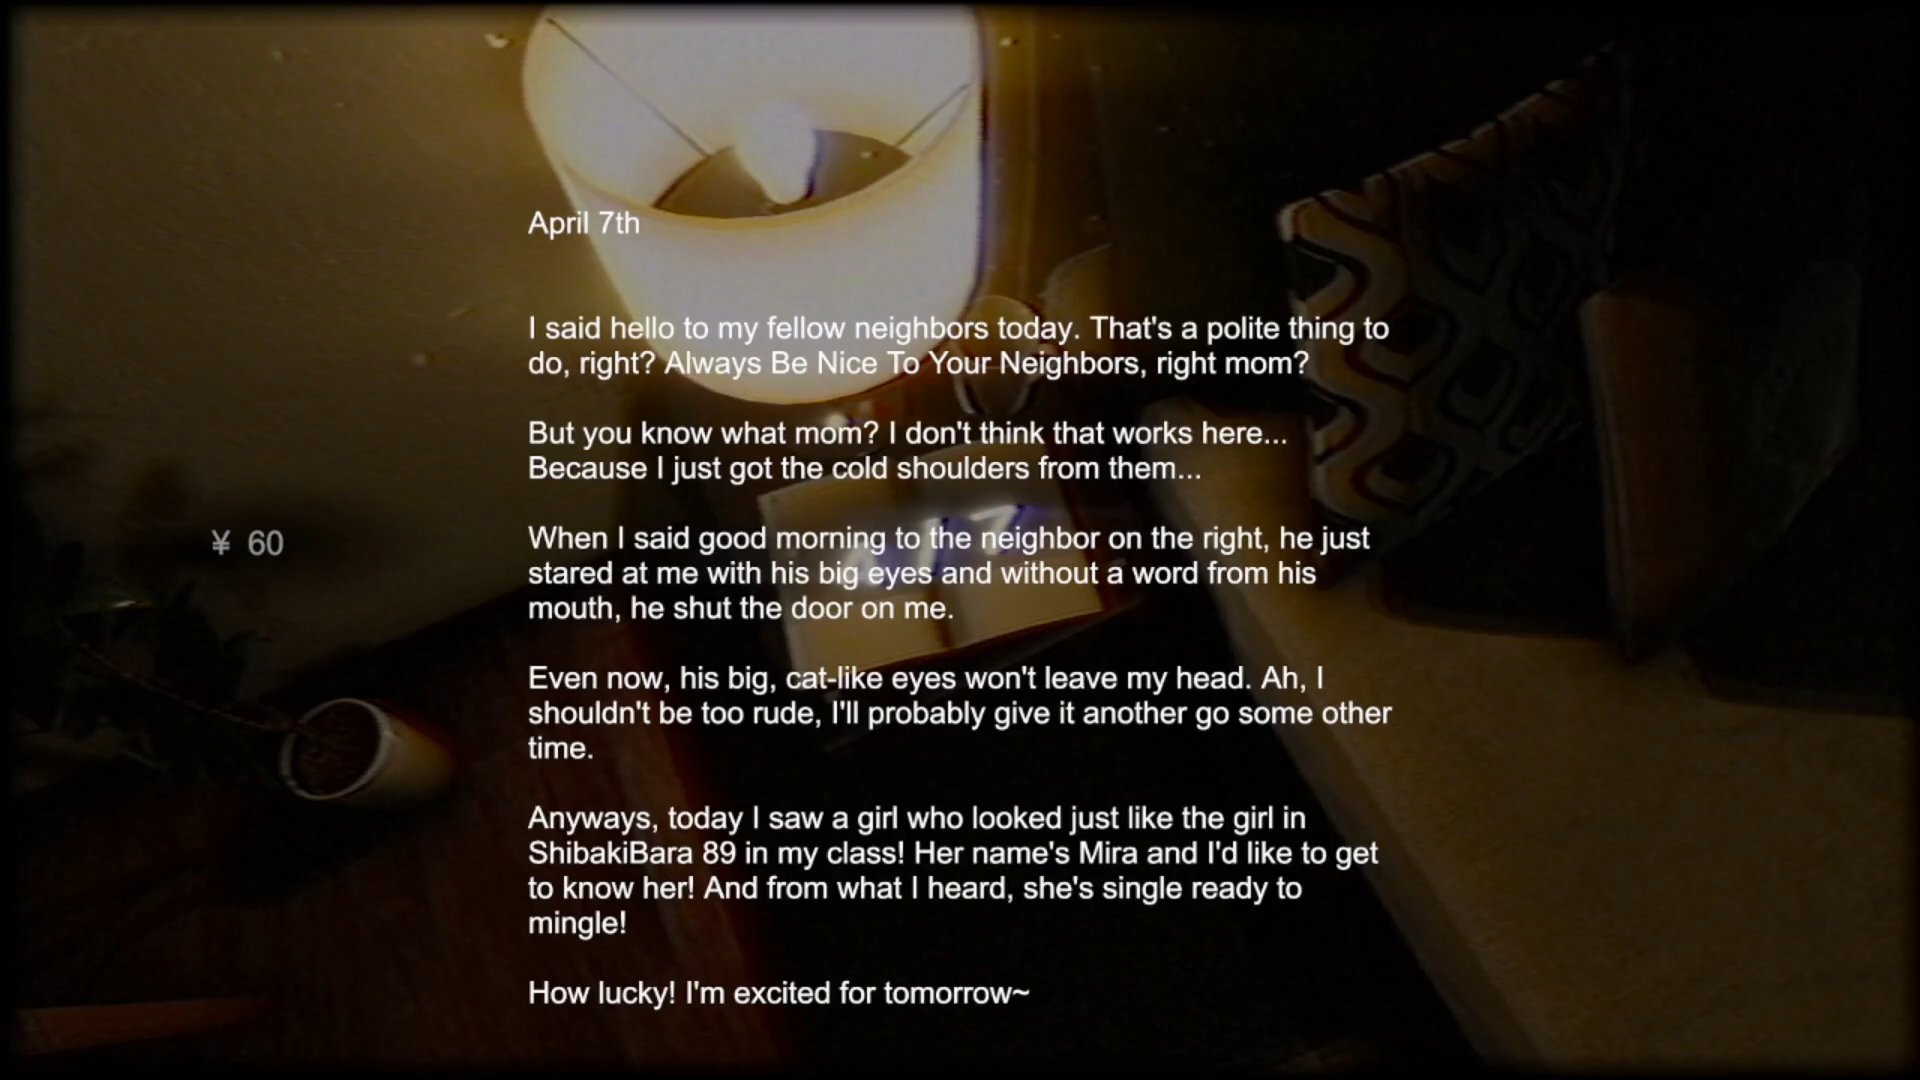 April 7th
I said hello to my fellow neighbors today. That's a polite thing to
do, right? Always Be Nice To Your Neighbors, right mom?
But you know what mom? I don't think that works here...
Because I just got the cold shoulders from them...
¥ 60
When I said good morning to the neighbor on the right, he just
stared at me with his big eyes and without a word from his
mouth, he shut the door on me.
Even now, his big, cat-like eyes won't leave my head. Ah, I
shouldn't be too rude, I'll probably give it another go some other
time.
Anyways, today I saw a girl who looked just like the girl in
ShibakiBara 89 in my class! Her name's Mira and I'd like to get
to know her! And from what I heard, she's single ready to
mingle!
How lucky! I'm excited for tomorrow~